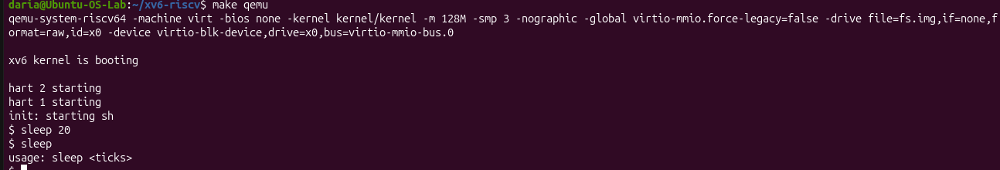 daria@Ubuntu-OS-Lab:~/xv6-riscv$ make qemu
qemu-system-riscv64 -machine virt -bios none -kernel kernel/kernel -m 128M -smp 3 -nographic -global virtio-mmio.force-legacy=false -drive file=fs.img,if=none,f
ormat=raw,id=x0 -device virtio-blk-device,drive=x0,bus=virtio-mmio-bus.0
xv6 kernel is booting
hart 2 starting
hart 1 starting
init: starting sh
$ sleep 20
$ sleep
usage: sleep <ticks>
$